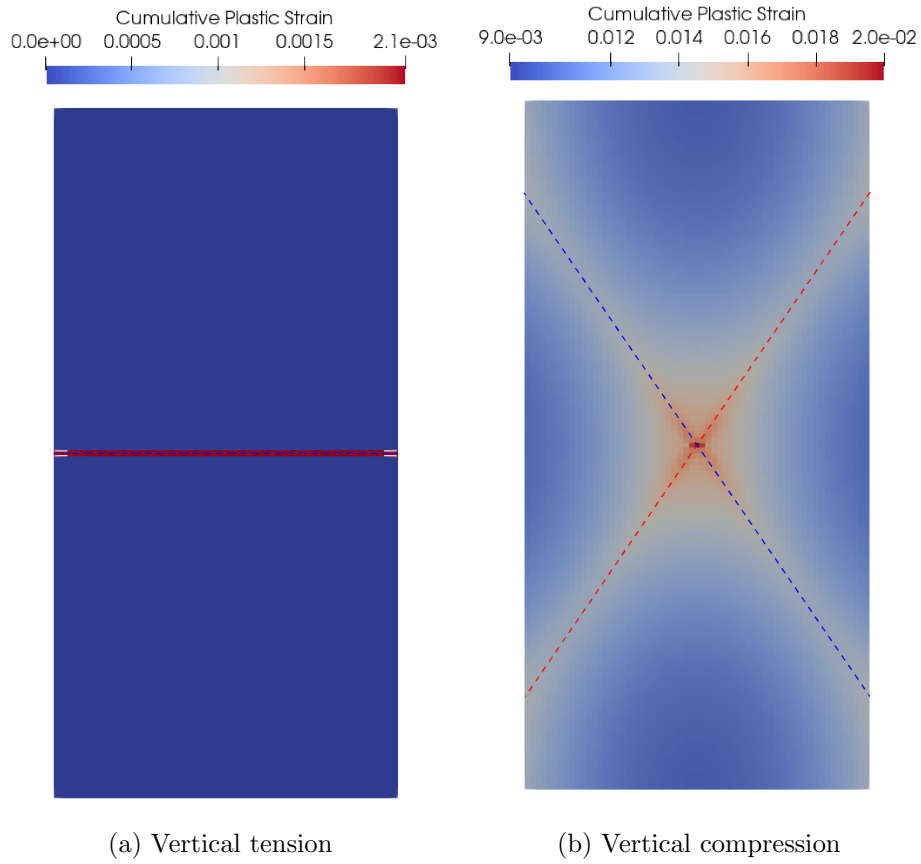 Cumulative Plastic Strain
0.0e+00 0.0005 0.001 0.0015 2.1e-03
Cumulative Plastic Strain
9.0e-03 0.012 0.014 0.016 0.018 2.0e-02
(a) Vertical tension
(b) Vertical compression